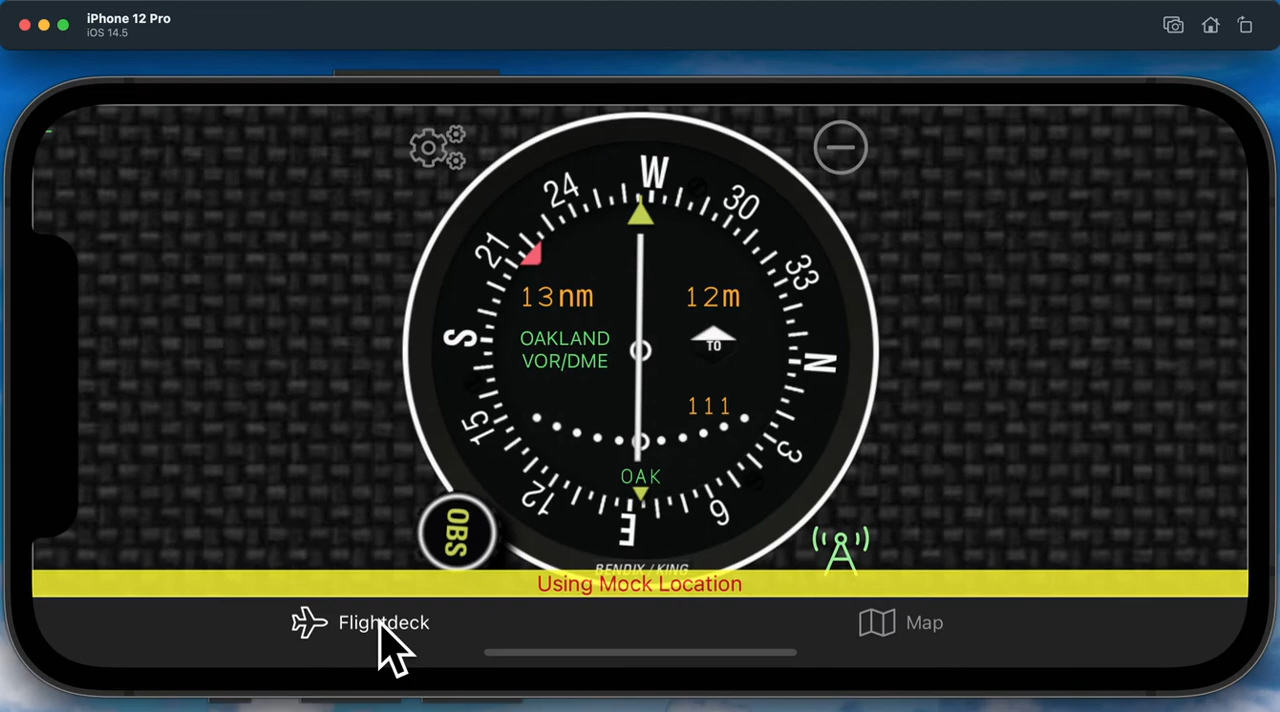 iPhone 12 Pro
iOS 14.5
W
24
30
21
33
13nm
12m
S
OAKLAND
VOR/DME
TO
N
111
15
3
OAK
12
6
E
OBS
BENDIX / KING
Using Mock Location
Flightdeck
Map